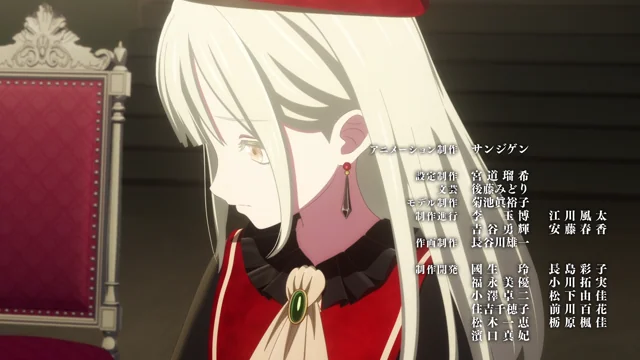 アニメーション制作 サンジゲン
設定制作 宮道瑠希
文芸 後藤みどり
モデル制作 菊池眞裕子
制作進行 李 玉博 江川風太
吉谷勇輝 安藤春香
作画制作 長谷川雄一
制作開発 國生 玲 長島彩子
福永美優 小川拓実
小澤卓二 松下由佳
住吉千穂子 前川百花
松木一恵 栃原楓佳
濱口真妃